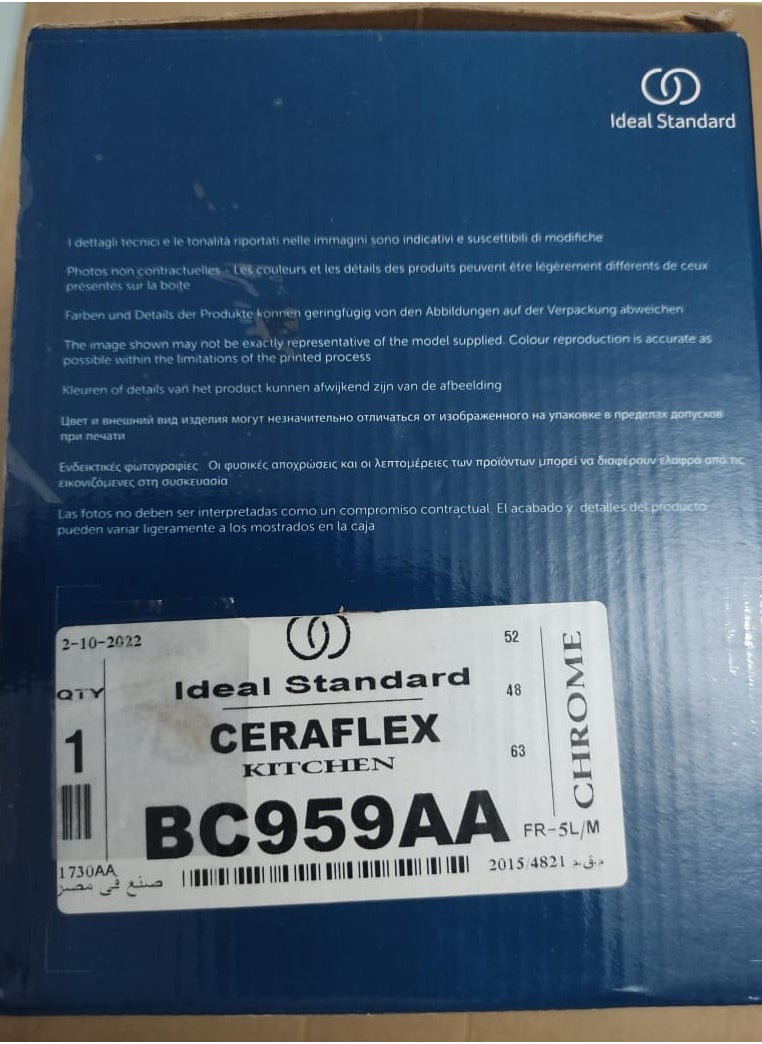 Ideal Standard
I dettagli tecnici e le tonalità riportati nelle immagini sono indicativi e suscettibili di modifiche
Photos non contractuelles - Les couleurs et les détails des produits peuvent être légèrement différents de ceux
présentés sur la boite
Farben und Details der Produkte können geringfügig von den Abbildungen auf der Verpackung abweichen
The image shown may not be exactly representative of the model supplied. Colour reproduction is accurate as
possible within the limitations of the printed process
Kleuren of details van het product kunnen afwijkend zijn van de afbeelding
Цвет и внешний вид изделия могут незначительно отличаться от изображенного на упаковке в пределах допусков
при печати
Ενδεικτικές φωτογραφίες Οι φυσικές αποχρώσεις και οι λεπτομέρειες των προϊόντων μπορεί να διαφέρουν ελαφρά από τις
εικονιζόμενες στη συσκευασία
Las fotos no deben ser interpretadas como un compromiso contractual. El acabado y detalles del producto
pueden variar ligeramente a los mostrados en la caja
2-10-2022
QTY
1
Ideal Standard
CERAFLEX
KITCHEN
BC959AA
52
48
63
CHROME
FR-5L/M
1730AA
صنع في مصر
2015/4821 م.ق.د